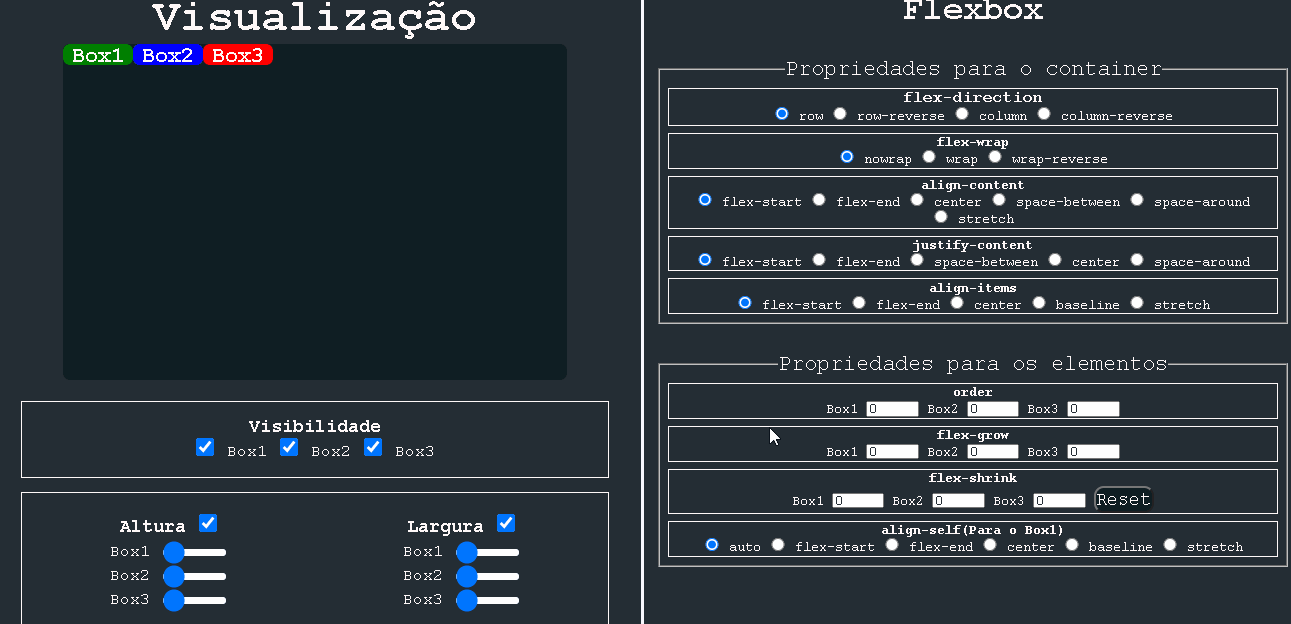 Visualização
Box1 Box2 Box3
Visibilidade
Box1 Box2 Box3
Altura
Box1
Box2
Box3
Largura
Box1
Box2
Box3
Flexbox
Propriedades para o container
flex-direction
row row-reverse column column-reverse
flex-wrap
nowrap wrap wrap-reverse
align-content
flex-start flex-end center space-between space-around
stretch
justify-content
flex-start flex-end space-between center space-around
align-items
flex-start flex-end center baseline stretch
Propriedades para os elementos
order
Box1 0 Box2 0 Box3 0
flex-grow
Box1 0 Box2 0 Box3 0
flex-shrink
Box1 0 Box2 0 Box3 0 Reset
align-self(Para o Box1)
auto flex-start flex-end center baseline stretch